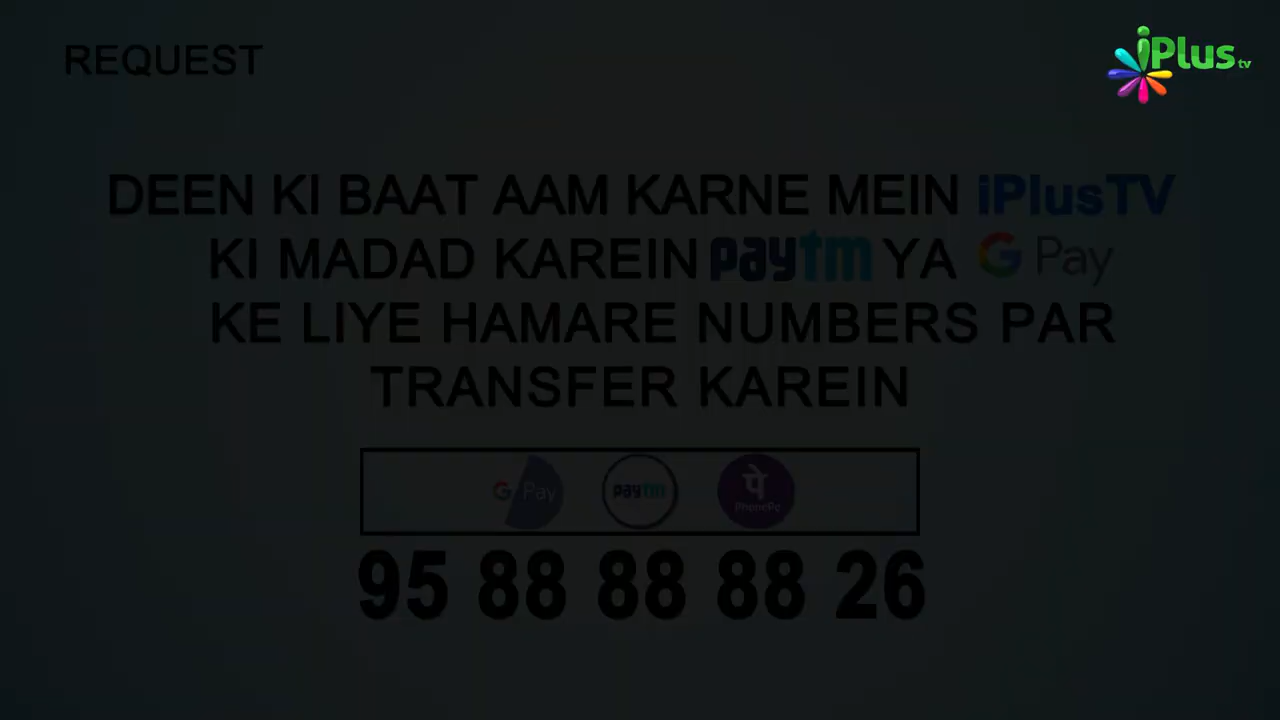 REQUEST
iPlus tv
DEEN KI BAAT AAM KARNE MEIN iPlusTV
KI MADAD KAREIN paytm YA G Pay
KE LIYE HAMARE NUMBERS PAR
TRANSFER KAREIN
G Pay paytm पे PhonePe
95 88 88 88 26